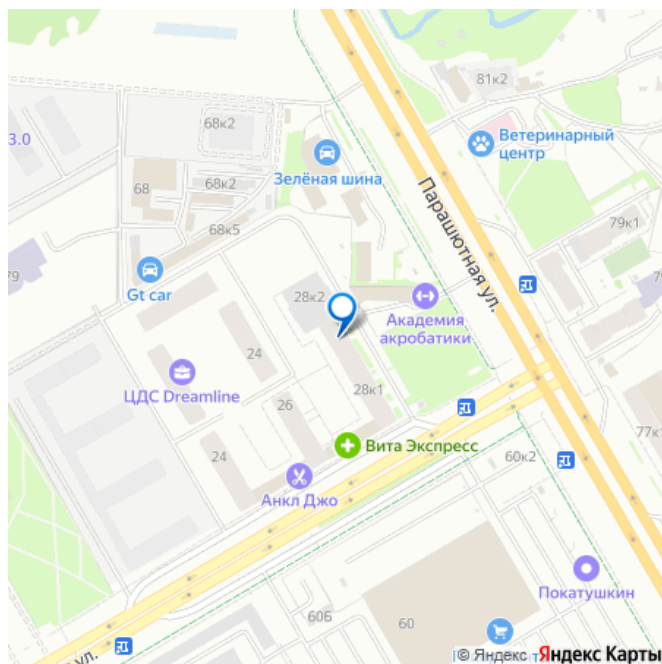 81к2
68к2
3.0
Ветеринарный
центр
Зелёная шина
68
68к2
Парашютная ул.
79к1
68к5
79
Gt car
28к2
Академия
акробатики
24
ЦДС Dreamline
28к1
26
77к1
Вита Экспресс
24
60к2
Анкл Джо
Покатушкин
60Б
60
ул.
© Яндекс Яндекс Карты